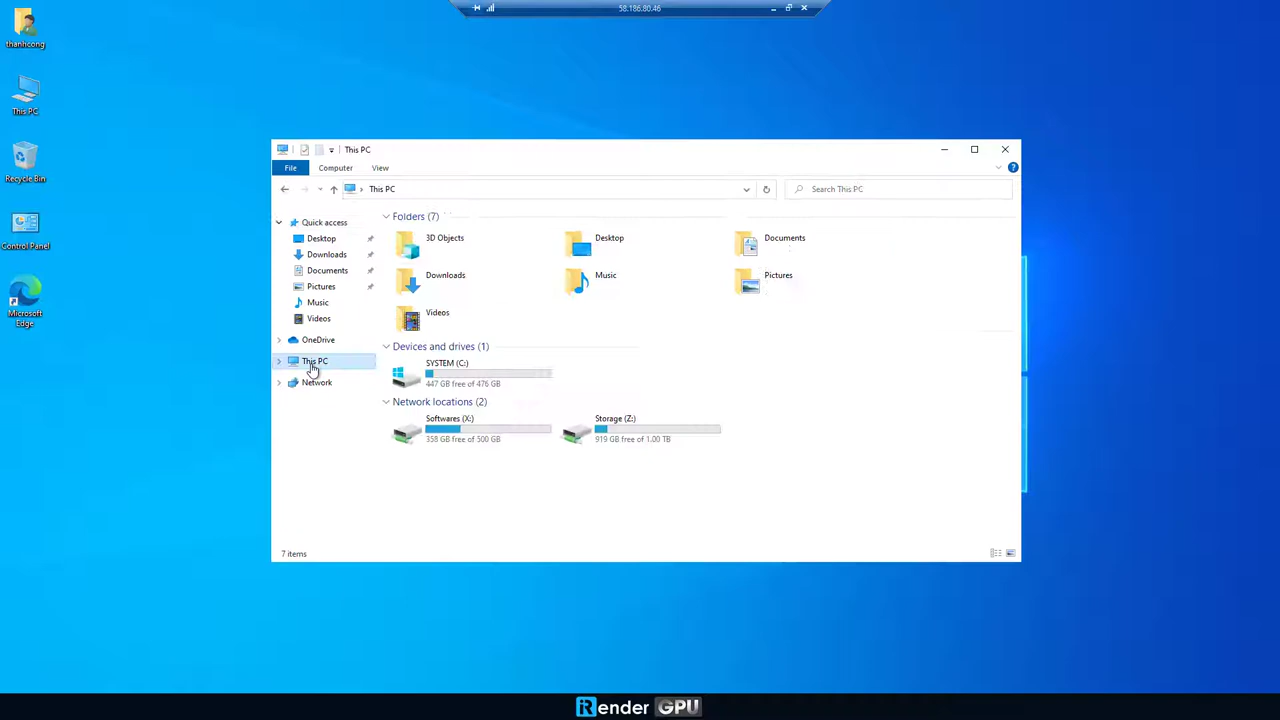 58.186.80.46
thanhcong
This PC
Recycle Bin
Control Panel
Microsoft
Edge
This PC
File Computer View
This PC
Search This PC
Quick access
Desktop
Downloads
Documents
Pictures
Music
Videos
OneDrive
This PC
Network
Folders (7)
3D Objects
Desktop
Documents
Downloads
Music
Pictures
Videos
Devices and drives (1)
SYSTEM (C:)
447 GB free of 476 GB
Network locations (2)
Softwares (X:)
358 GB free of 500 GB
Storage (Z:)
919 GB free of 1.00 TB
7 items
iRender GPU